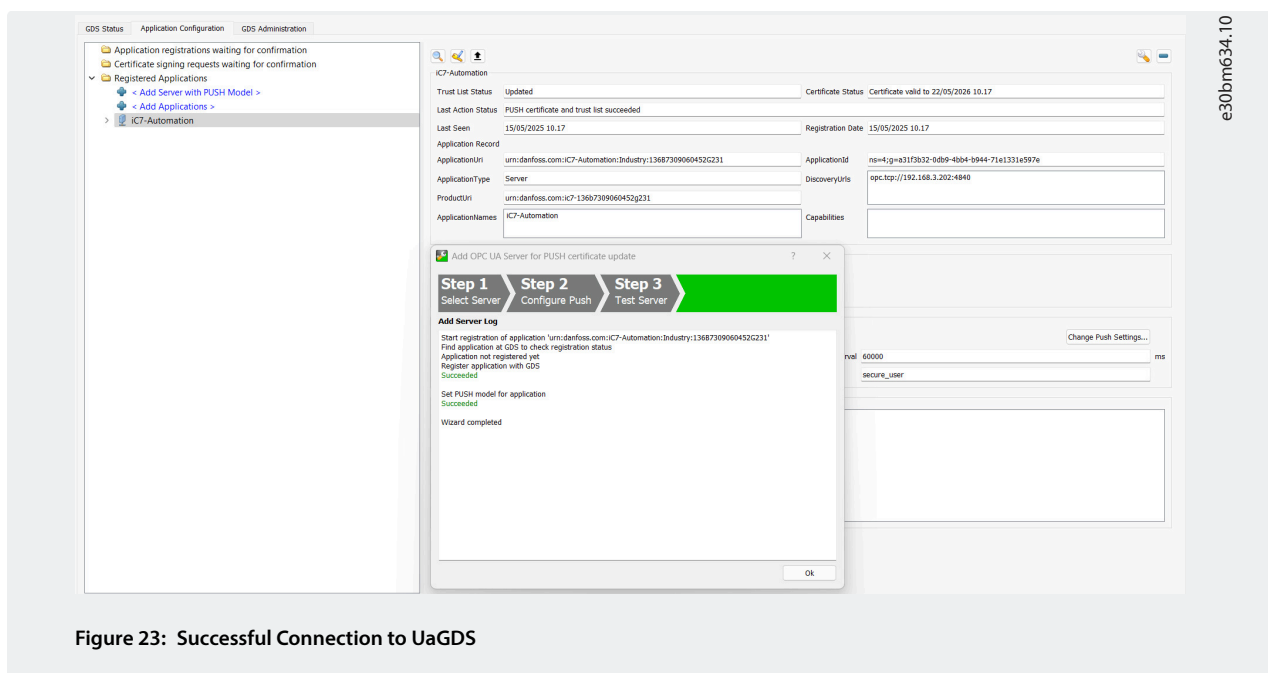 GDS Status Application Configuration GDS Administration
Application registrations waiting for confirmation
Certificate signing requests waiting for confirmation
Registered Applications
< Add Server with PUSH Model >
< Add Applications >
iC7-Automation
iC7-Automation
Trust List Status Updated Certificate Status Certificate valid to 22/05/2026 10.17
Last Action Status PUSH certificate and trust list succeeded
Last Seen 15/05/2025 10.17 Registration Date 15/05/2025 10.17
Application Record
ApplicationUri urn:danfoss.com:iC7-Automation:Industry:136B7309060452G231 ApplicationId ns=4;g=a31f3b32-0db9-4bb4-b944-71e1331e597e
ApplicationType Server DiscoveryUrls opc.tcp://192.168.3.202:4840
ProductUri urn:danfoss.com:ic7-136b7309060452g231
ApplicationNames iC7-Automation Capabilities
Add OPC UA Server for PUSH certificate update ?
Step 1 Step 2 Step 3
Select Server Configure Push Test Server
Add Server Log
Start registration of application 'urn:danfoss.com:iC7-Automation:Industry:136B7309060452G231'
Find application at GDS to check registration status
Application not registered yet
Register application with GDS
Succeeded
Set PUSH model for application
Succeeded
Wizard completed
Ok
Change Push Settings...
rval 60000 ms
secure_user
e30bm634.10
Figure 23: Successful Connection to UaGDS